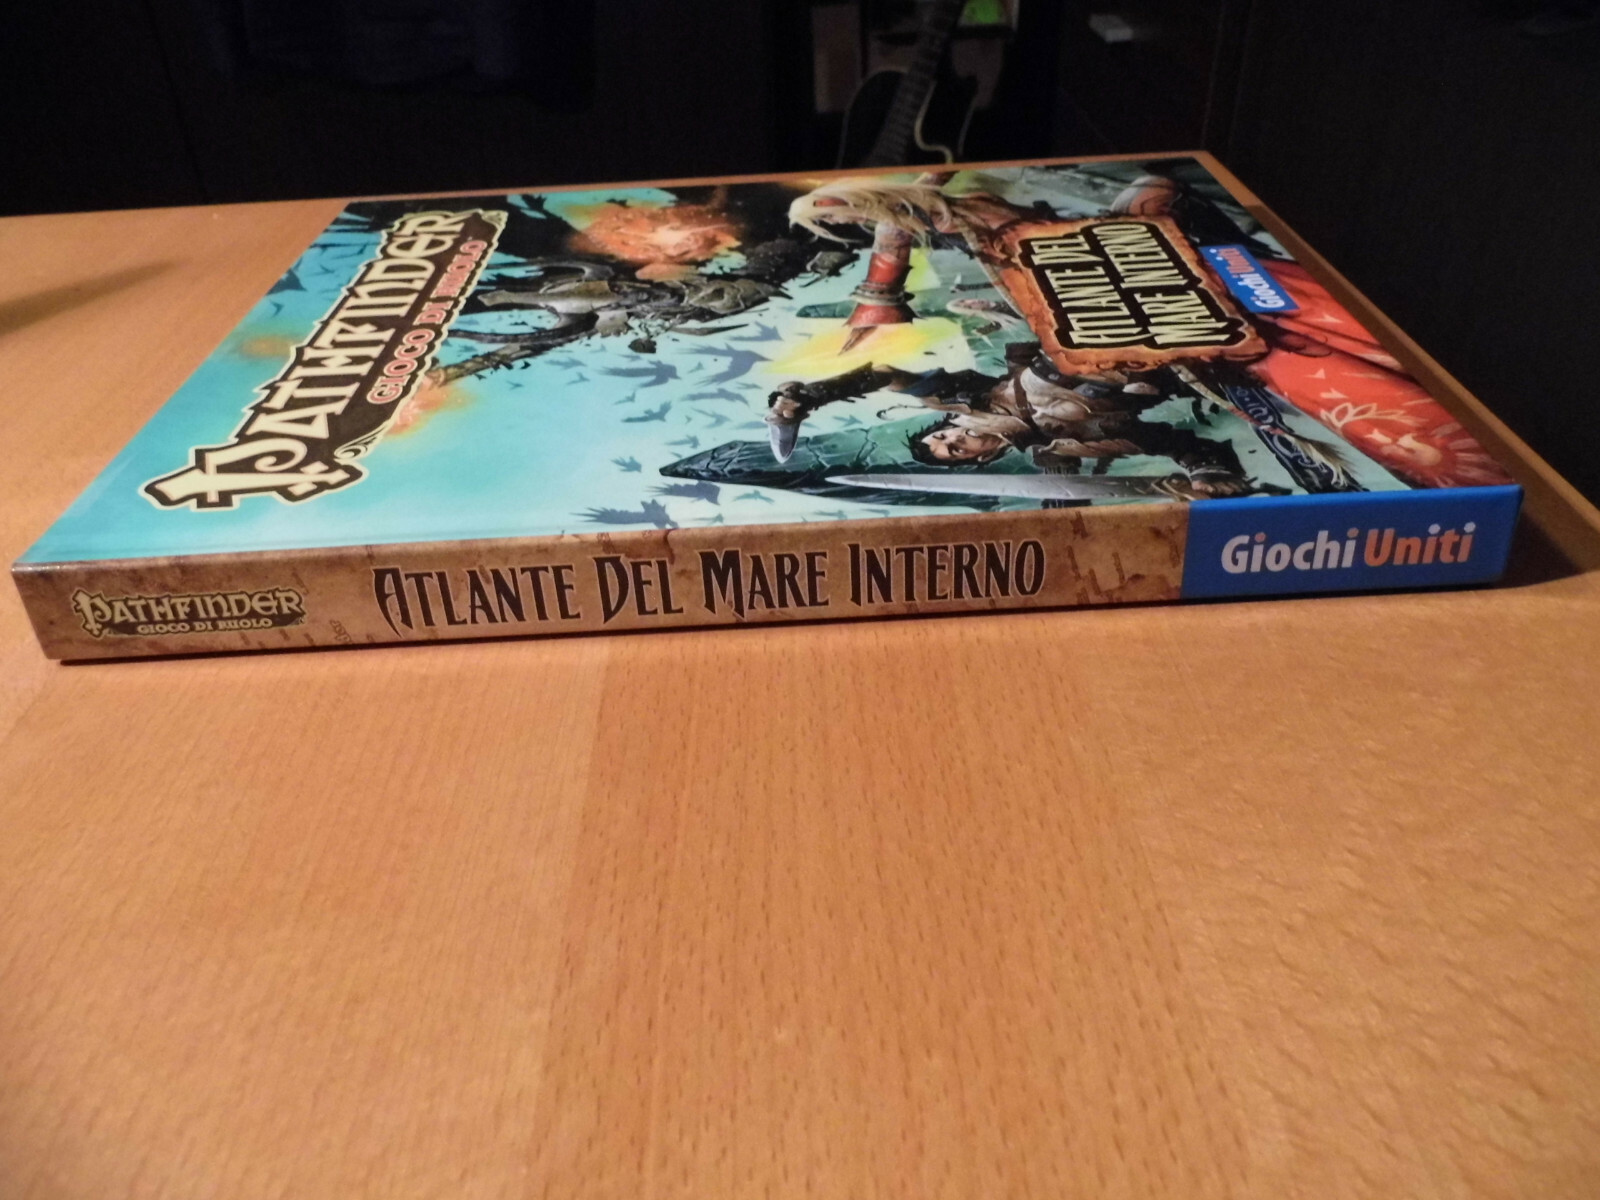 PATHFINDER
GIOCO DI RUOLO
ATLANTE DEL
MARE INTERNO
Giochi Uniti
PATHFINDER
GIOCO DI RUOLO
ATLANTE DEL MARE INTERNO
Giochi Uniti